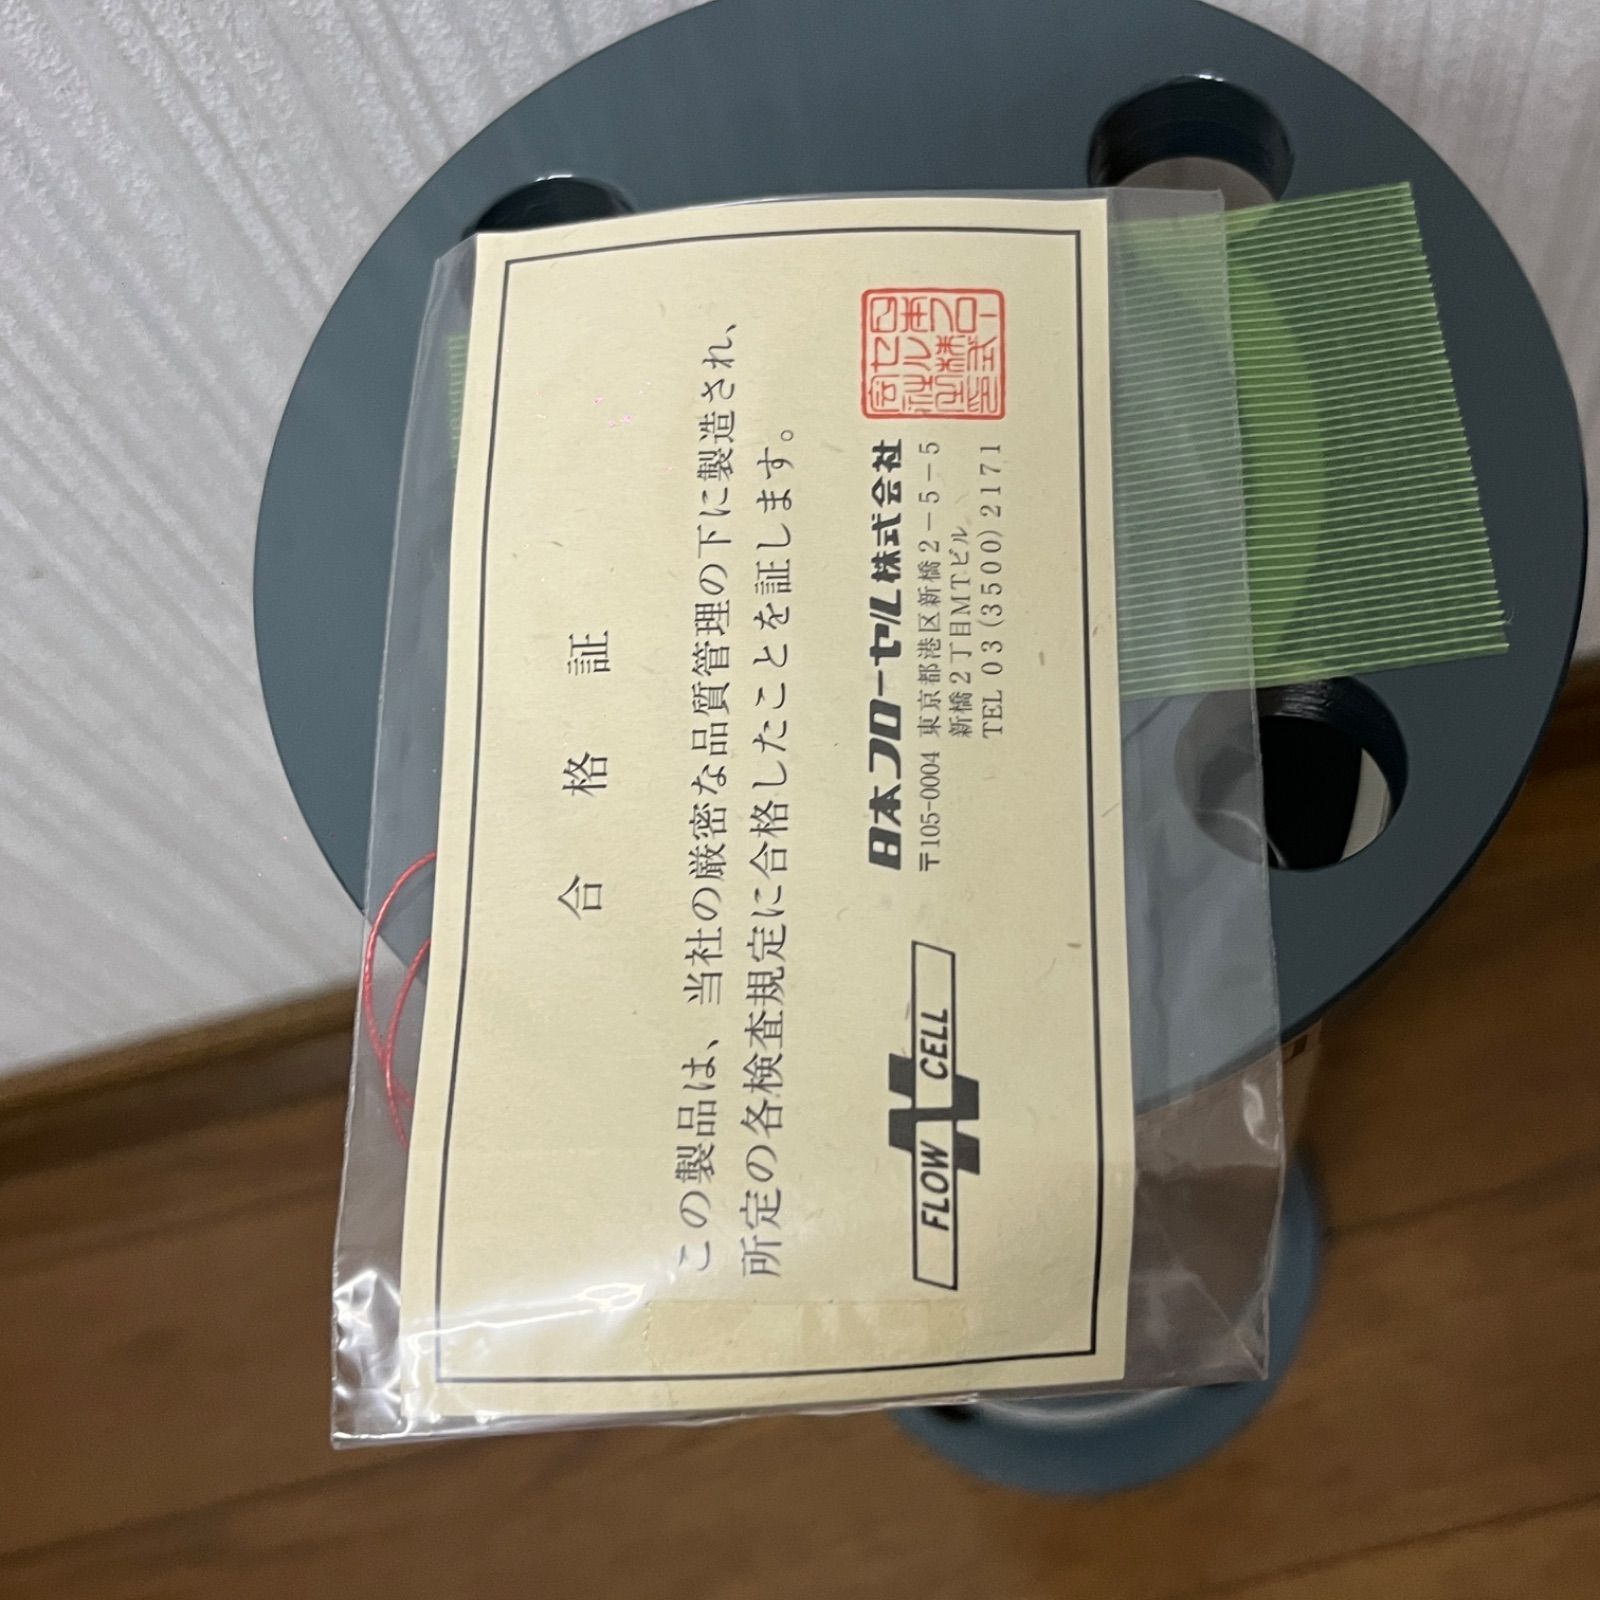 合格証
この製品は、当社の厳密な品質管理の下に製造され、
所定の各検査規定に合格したことを証します。
FLOW CELL
日本フローセル株式会社
〒105-0004 東京都港区新橋2-5-5
新橋2丁目MTビル
TEL 03(3500)2171